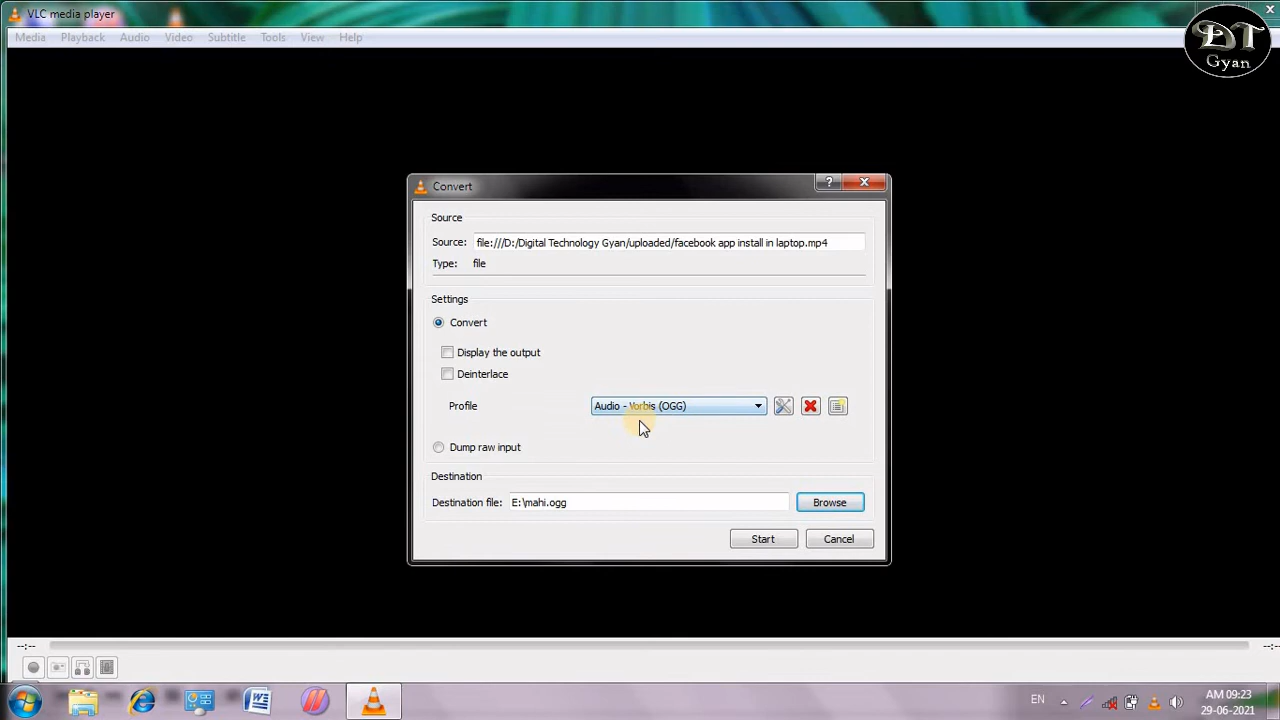 VLC media player
Media Playback Audio Video Subtitle Tools View Help
DT
Gyan
Convert
Source
Source: file:///D:/Digital Technology Gyan/uploaded/facebook app install in laptop.mp4
Type: file
Settings
Convert
Display the output
Deinterlace
Profile Audio - Vorbis (OGG)
Dump raw input
Destination
Destination file: E:\mahi.ogg Browse
Start Cancel
--:-- --:--
EN
AM 09:23
29-06-2021